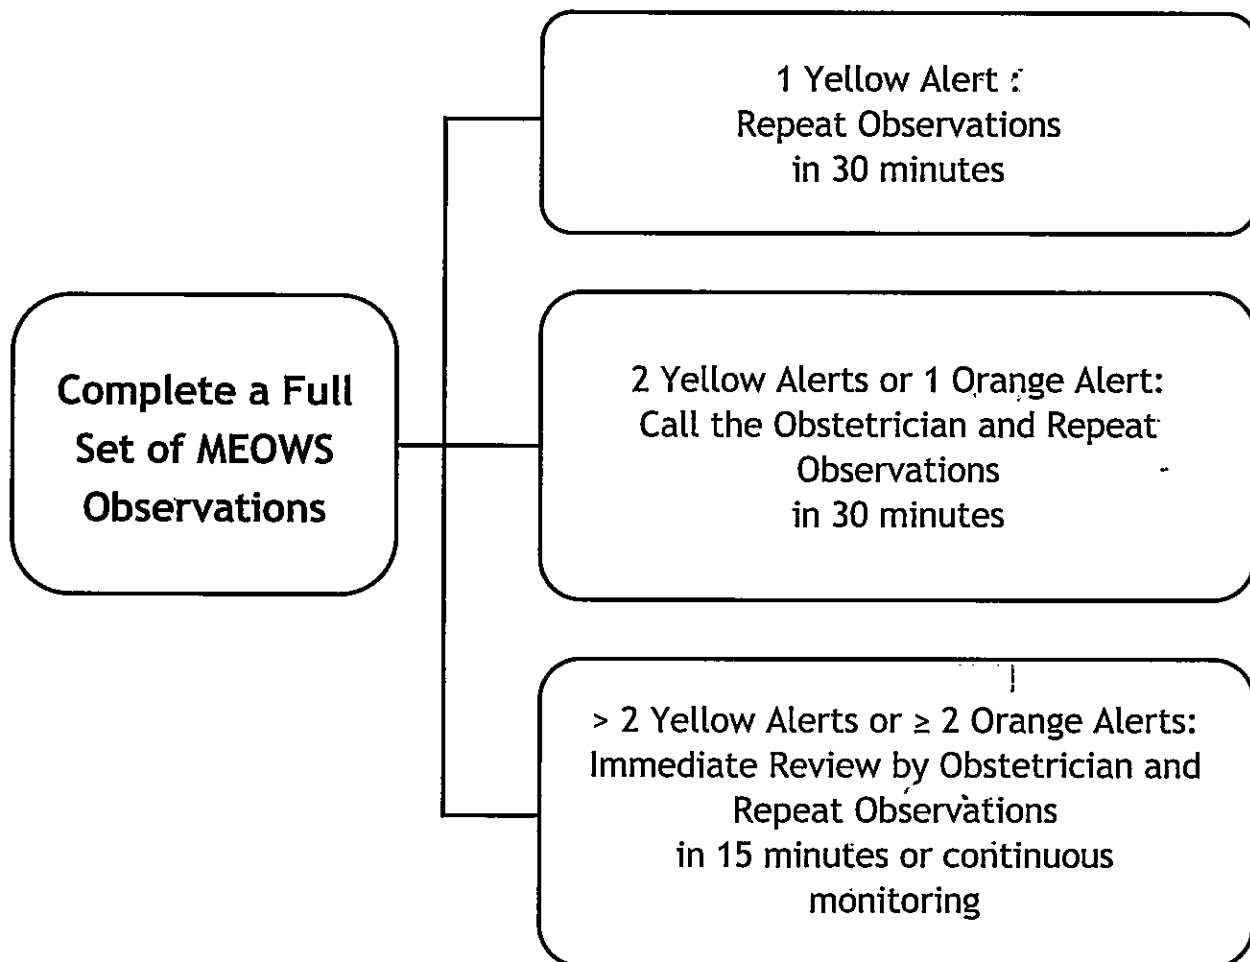 Complete a Full
Set of MEOWS
Observations
1 Yellow Alert :
Repeat Observations
in 30 minutes
2 Yellow Alerts or 1 Orange Alert:
Call the Obstetrician and Repeat
Observations
in 30 minutes
> 2 Yellow Alerts or ≥ 2 Orange Alerts:
Immediate Review by Obstetrician and
Repeat Observations
in 15 minutes or continuous
monitoring